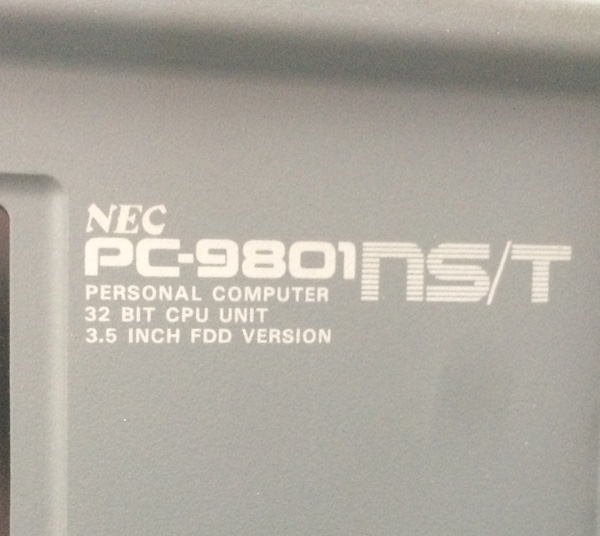 NEC
PC-9801NS/T
PERSONAL COMPUTER
32 BIT CPU UNIT
3.5 INCH FDD VERSION